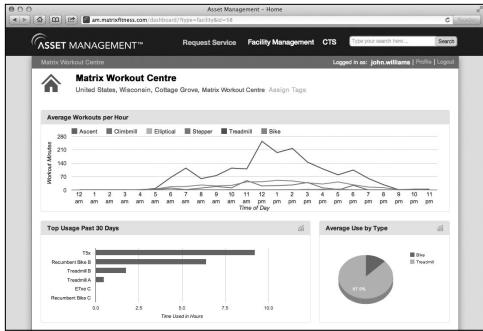 Asset Management – Home
am.matrixfitness.com/dashboard/?type=facility&id=14
ASSET MANAGEMENT™ Request Service Facility Management CTS Type your search here ... Search
Matrix Workout Centre Logged in as: john.williams | Profile | Logout
Matrix Workout Centre
United States, Wisconsin, Cottage Grove, Matrix Workout Centre Assign Tags
Average Workouts per Hour
Ascent Climbmill Elliptical Stepper Treadmill Bike
Workout Minutes
280
210
140
70
0
12 am 1 am 2 am 3 am 4 am 5 am 6 am 7 am 8 am 9 am 10 am 11 am 12 pm 1 pm 2 pm 3 pm 4 pm 5 pm 6 pm 7 pm 8 pm 9 pm 10 pm 11 pm
Time of Day
Top Usage Past 30 Days
T5x
Recumbent Bike B
Treadmill B
Treadmill A
ETxe C
Recumbent Bike C
0.0 2.5 5.0 7.5 10.0
Time Used in Hours
Average Use by Type
Bike
Treadmill